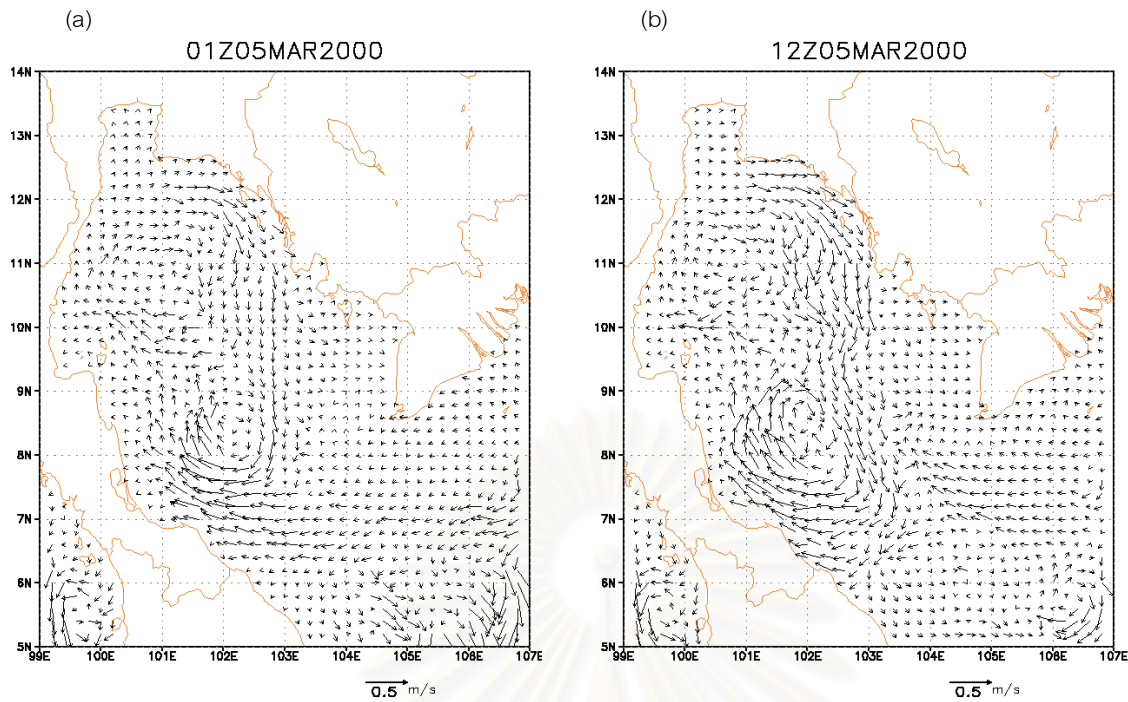 (a)
01Z05MAR2000
14N
13N
12N
11N
10N
9N
8N
7N
6N
5N
99E 100E 101E 102E 103E 104E 105E 106E 107E
0.5 m/s
(b)
12Z05MAR2000
14N
13N
12N
11N
10N
9N
8N
7N
6N
5N
99E 100E 101E 102E 103E 104E 105E 106E 107E
0.5 m/s